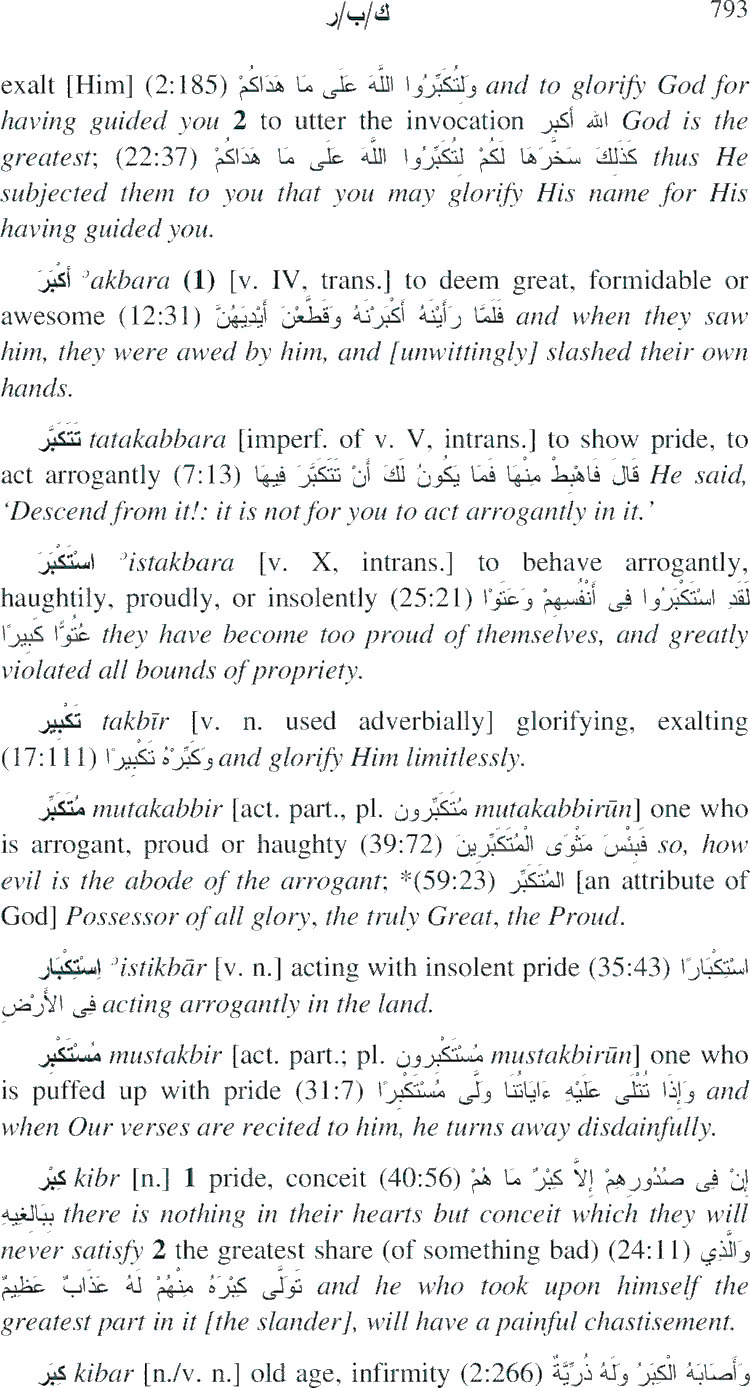 ك/ب/ر 793
exalt [Him] (2:185) وَلِتُكَبِّرُوا اللَّهَ عَلَى مَا هَدَاكُمْ and to glorify God for
having guided you 2 to utter the invocation الله أكبر God is the
greatest; (22:37) كَذَلِكَ سَخَّرَهَا لَكُمْ لِتُكَبِّرُوا اللَّهَ عَلَى مَا هَدَاكُمْ thus He
subjected them to you that you may glorify His name for His
having guided you.
أَكْبَرَ ʾakbara (1) [v. IV, trans.] to deem great, formidable or
awesome (12:31) فَلَمَّا رَأَيْنَهُ أَكْبَرْنَهُ وَقَطَّعْنَ أَيْدِيَهُنَّ and when they saw
him, they were awed by him, and [unwittingly] slashed their own
hands.
تَتَكَبَّر tatakabbara [imperf. of v. V, intrans.] to show pride, to
act arrogantly (7:13) قَالَ فَاهْبِطْ مِنْهَا فَمَا يَكُونُ لَكَ أَنْ تَتَكَبَّرَ فِيهَا He said,
‘Descend from it!: it is not for you to act arrogantly in it.’
اسْتَكْبَرَ ʾistakbara [v. X, intrans.] to behave arrogantly,
haughtily, proudly, or insolently (25:21) لَقَدِ اسْتَكْبَرُوا فِى أَنْفُسِهِمْ وَعَتَوْا
عُتُوًّا كَبِيرًا they have become too proud of themselves, and greatly
violated all bounds of propriety.
تَكْبِير takbīr [v. n. used adverbially] glorifying, exalting
(17:111) وَكَبِّرْهُ تَكْبِيرًا and glorify Him limitlessly.
مُتَكَبِّر mutakabbir [act. part., pl. مُتَكَبِّرون mutakabbirūn] one who
is arrogant, proud or haughty (39:72) فَبِئْسَ مَثْوَى الْمُتَكَبِّرِينَ so, how
evil is the abode of the arrogant; *(59:23) المُتَكَبِّر [an attribute of
God] Possessor of all glory, the truly Great, the Proud.
اِسْتِكْبَار ʾistikbār [v. n.] acting with insolent pride (35:43) اسْتِكْبَارًا
فِى الأَرْضِ acting arrogantly in the land.
مُسْتَكْبِر mustakbir [act. part.; pl. مُسْتَكْبِرون mustakbirūn] one who
is puffed up with pride (31:7) وَإِذَا تُتْلَى عَلَيْهِ ءَايَاتُنَا وَلَّى مُسْتَكْبِرًا and
when Our verses are recited to him, he turns away disdainfully.
كِبْر kibr [n.] 1 pride, conceit (40:56) إِنْ فِى صُدُورِهِمْ إِلاَّ كِبْرٌ مَا هُمْ
بِبَالِغِيهِ there is nothing in their hearts but conceit which they will
never satisfy 2 the greatest share (of something bad) (24:11) وَالَّذِي
تَوَلَّى كِبْرَهُ مِنْهُمْ لَهُ عَذَابٌ عَظِيمٌ and he who took upon himself the
greatest part in it [the slander], will have a painful chastisement.
كِبَر kibar [n./v. n.] old age, infirmity (2:266) وَأَصَابَهُ الْكِبَرُ وَلَهُ ذُرِّيَّةٌ